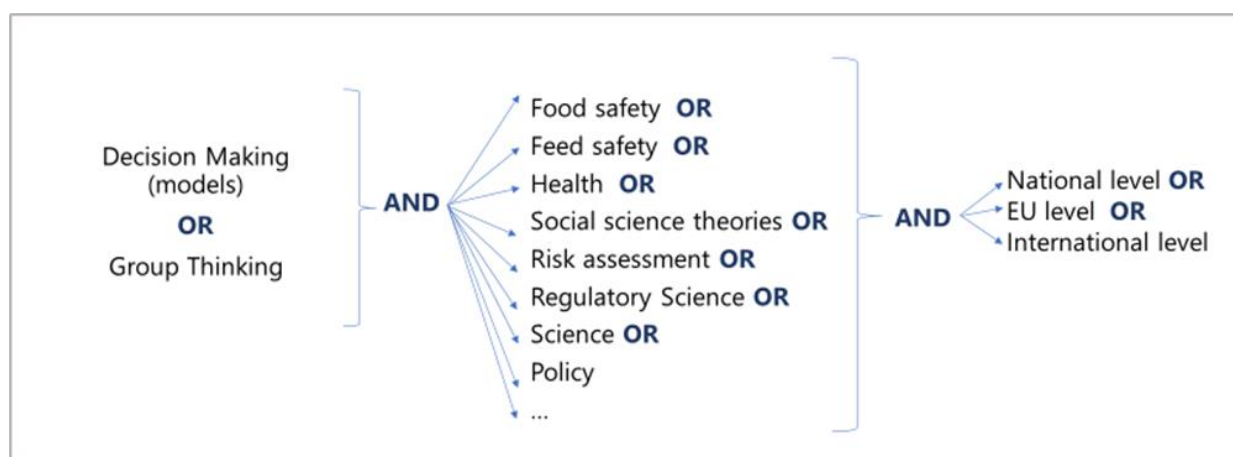 Decision Making
(models)
OR
Group Thinking
AND
Food safety OR
Feed safety OR
Health OR
Social science theories OR
Risk assessment OR
Regulatory Science OR
Science OR
Policy
...
AND
National level OR
EU level OR
International level